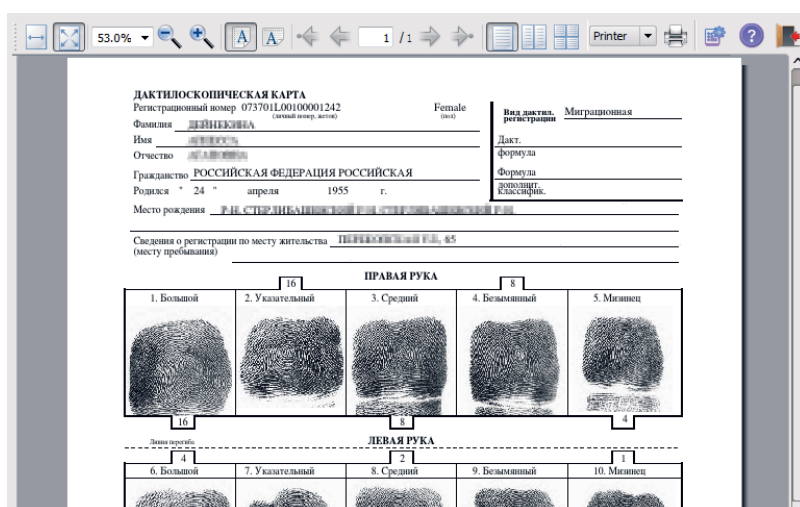 53.0%
1 /1
Printer
ДАКТИЛОСКОПИЧЕСКАЯ КАРТА
Регистрационный номер 073701L00100001242 Female
(личный номер, жетон) (пол)
Вид дактил. регистрации Миграционная
Фамилия
Имя
Дакт. формула
Отчество
Гражданство РОССИЙСКАЯ ФЕДЕРАЦИЯ РОССИЙСКАЯ
Формула дополнит. классифик.
Родился " 24 " апреля 1955 г.
Место рождения
Сведения о регистрации по месту жительства
(месту пребывания)
ПРАВАЯ РУКА
16 8
1. Большой 2. Указательный 3. Средний 4. Безымянный 5. Мизинец
16 8 4
Линия перегиба ЛЕВАЯ РУКА
4 2 1
6. Большой 7. Указательный 8. Средний 9. Безымянный 10. Мизинец